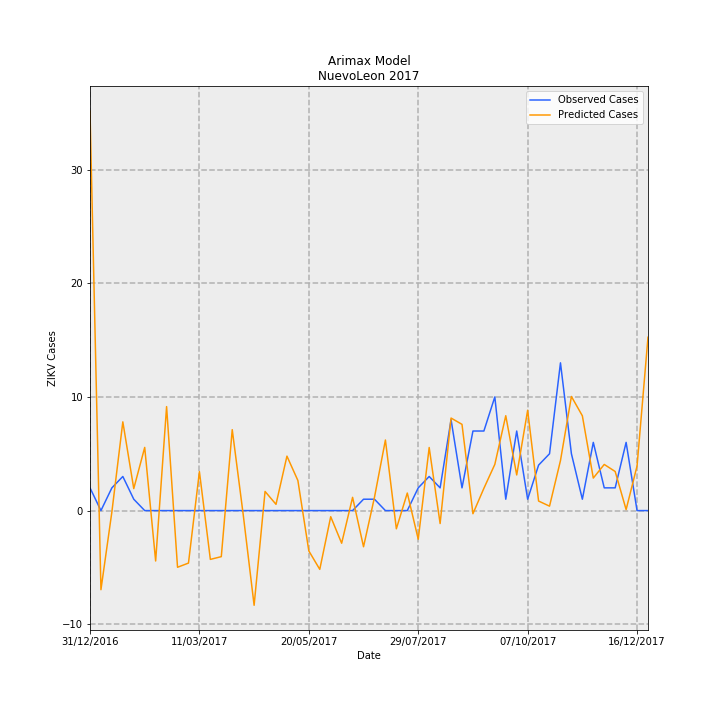 Arimax Model
NuevoLeon 2017
Observed Cases
Predicted Cases
30
20
10
0
−10
ZIKV Cases
31/12/2016
11/03/2017
20/05/2017
29/07/2017
07/10/2017
16/12/2017
Date